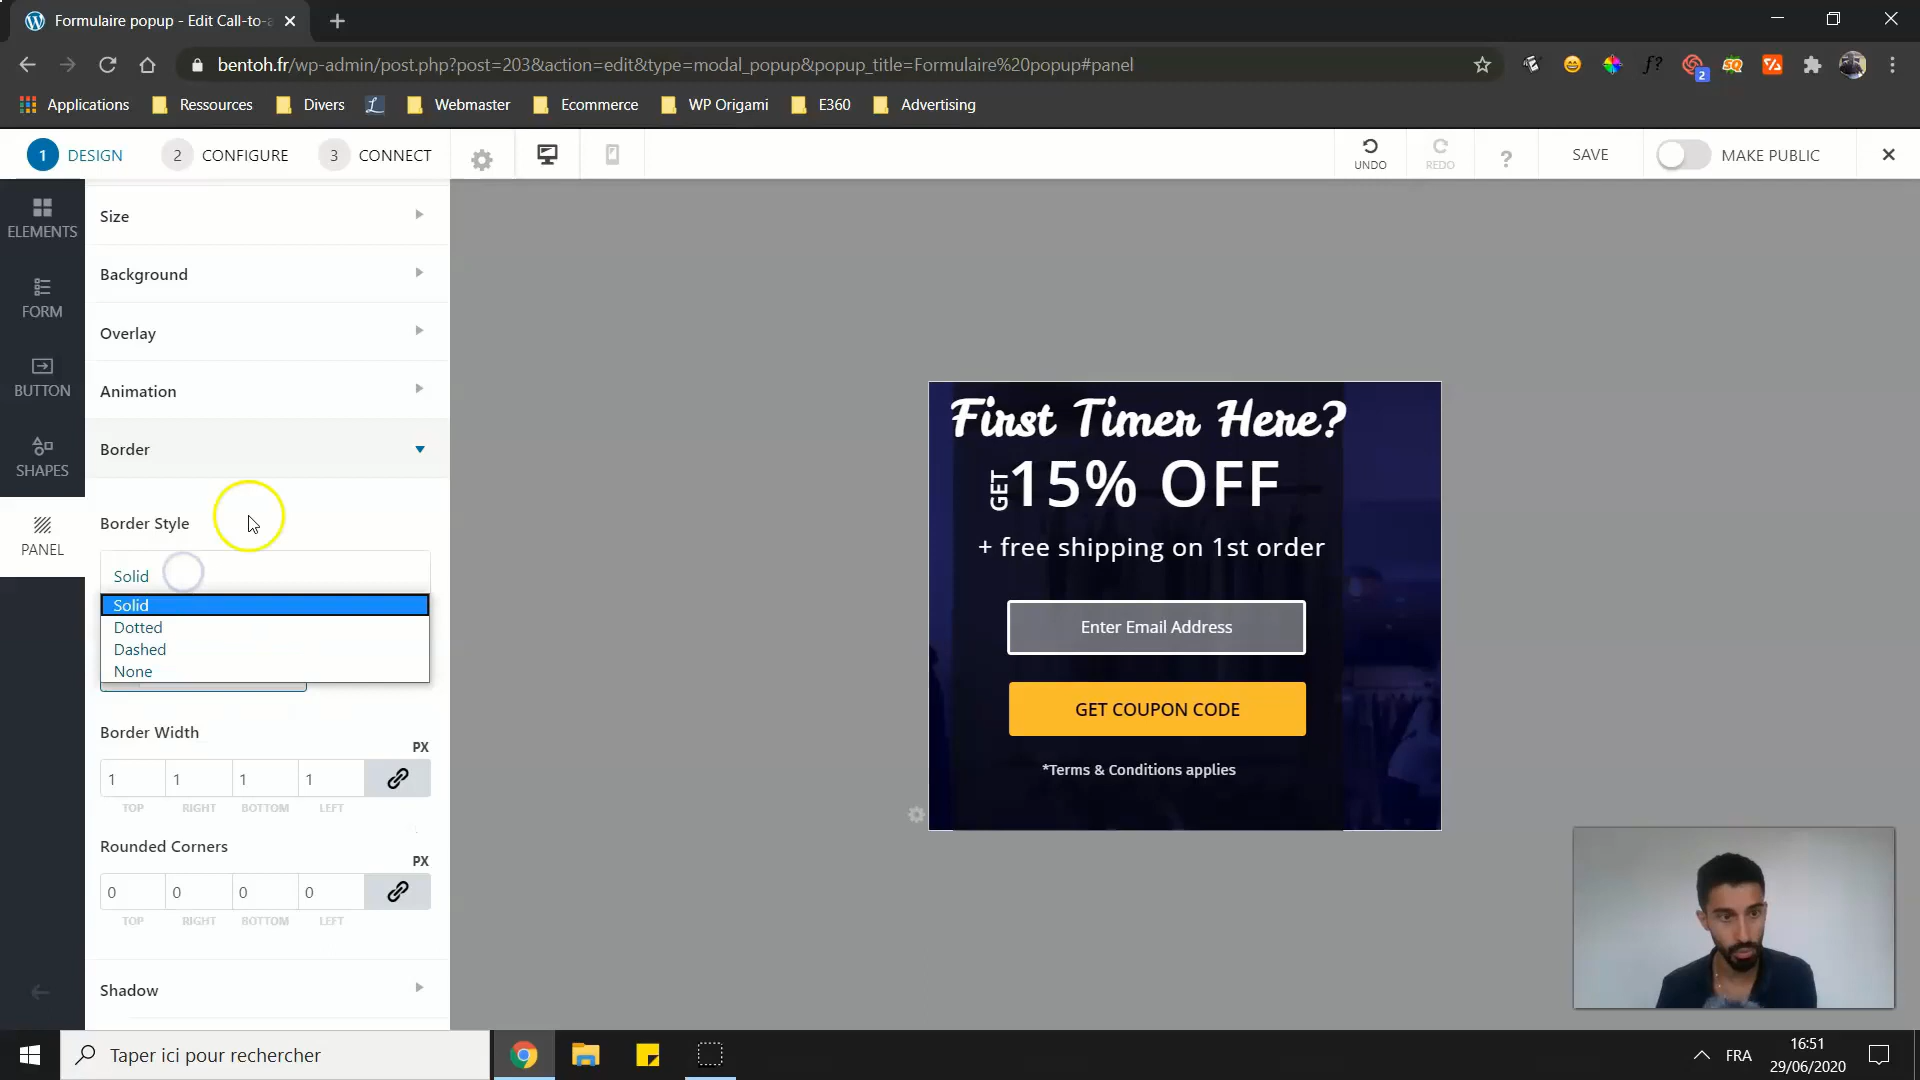 Formulaire popup - Edit Call-to-a
bentoh.fr/wp-admin/post.php?post=203&action=edit&type=modal_popup&popup_title=Formulaire%20popup#panel
2
Applications
Ressources
Divers
Webmaster
Ecommerce
WP Origami
E360
Advertising
1 DESIGN
2 CONFIGURE
3 CONNECT
UNDO
REDO
?
SAVE
MAKE PUBLIC
ELEMENTS
FORM
BUTTON
SHAPES
PANEL
Size
Background
Overlay
Animation
Border
Border Style
Solid
Solid
Dotted
Dashed
None
Border Width
PX
1 1 1 1
TOP RIGHT BOTTOM LEFT
Rounded Corners
PX
0 0 0 0
TOP RIGHT BOTTOM LEFT
Shadow
First Timer Here?
GET 15% OFF
+ free shipping on 1st order
Enter Email Address
GET COUPON CODE
*Terms & Conditions applies
Taper ici pour rechercher
FRA
16:51
29/06/2020